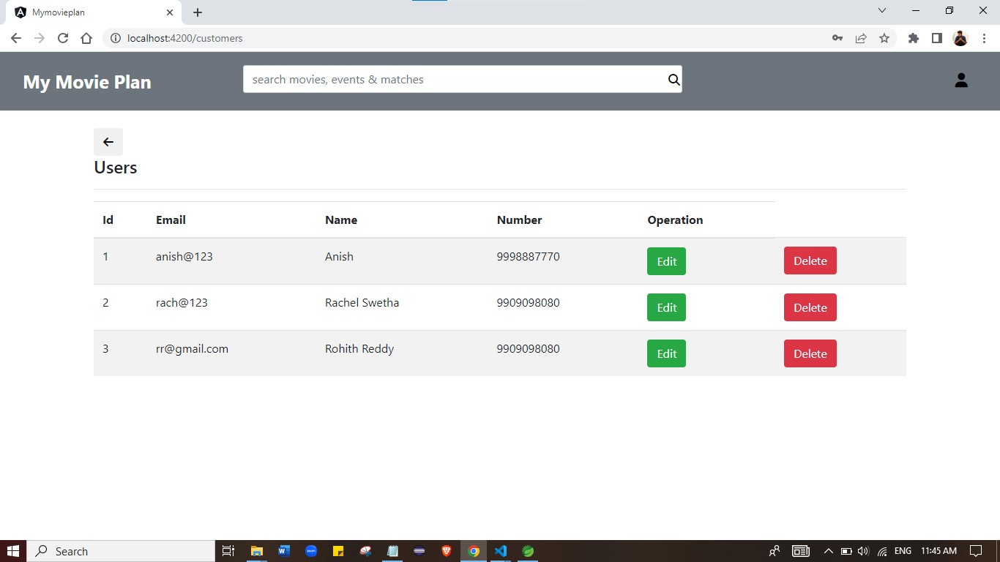 Mymovieplan
localhost:4200/customers
My Movie Plan
search movies, events & matches
Users
Id Email Name Number Operation
1 anish@123 Anish 9998887770 Edit Delete
2 rach@123 Rachel Swetha 9909098080 Edit Delete
3 rr@gmail.com Rohith Reddy 9909098080 Edit Delete
Search ENG 11:45 AM